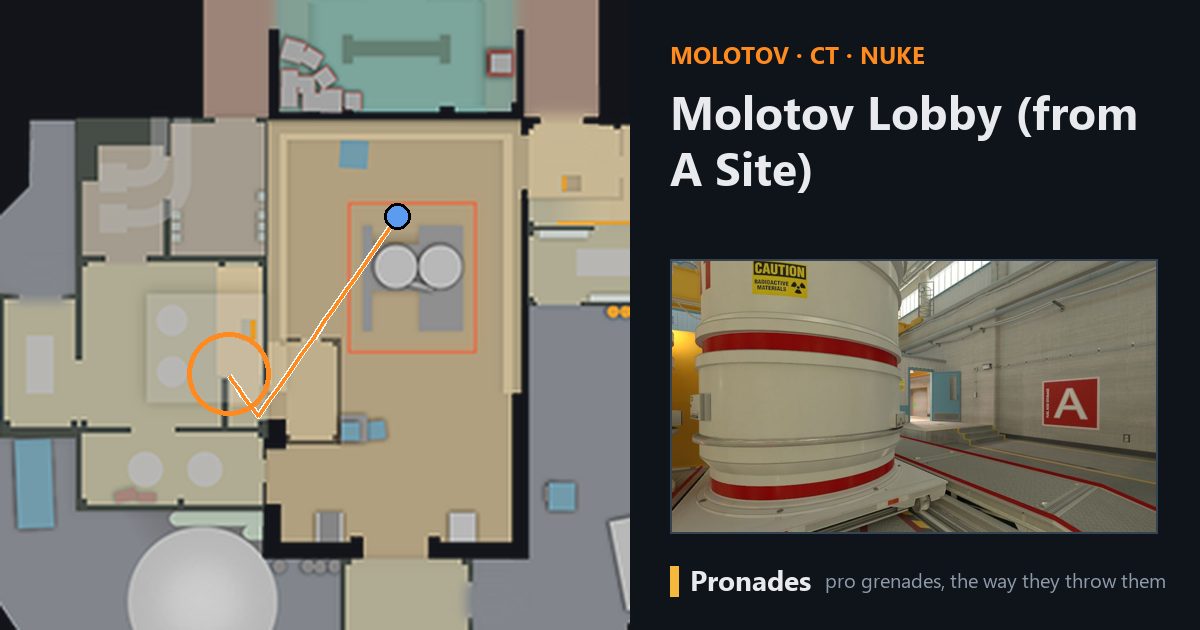 MOLOTOV · CT · NUKE
Molotov Lobby (from
A Site)
CAUTION
RADIOACTIVE
MATERIALS
A
Pronades pro grenades, the way they throw them